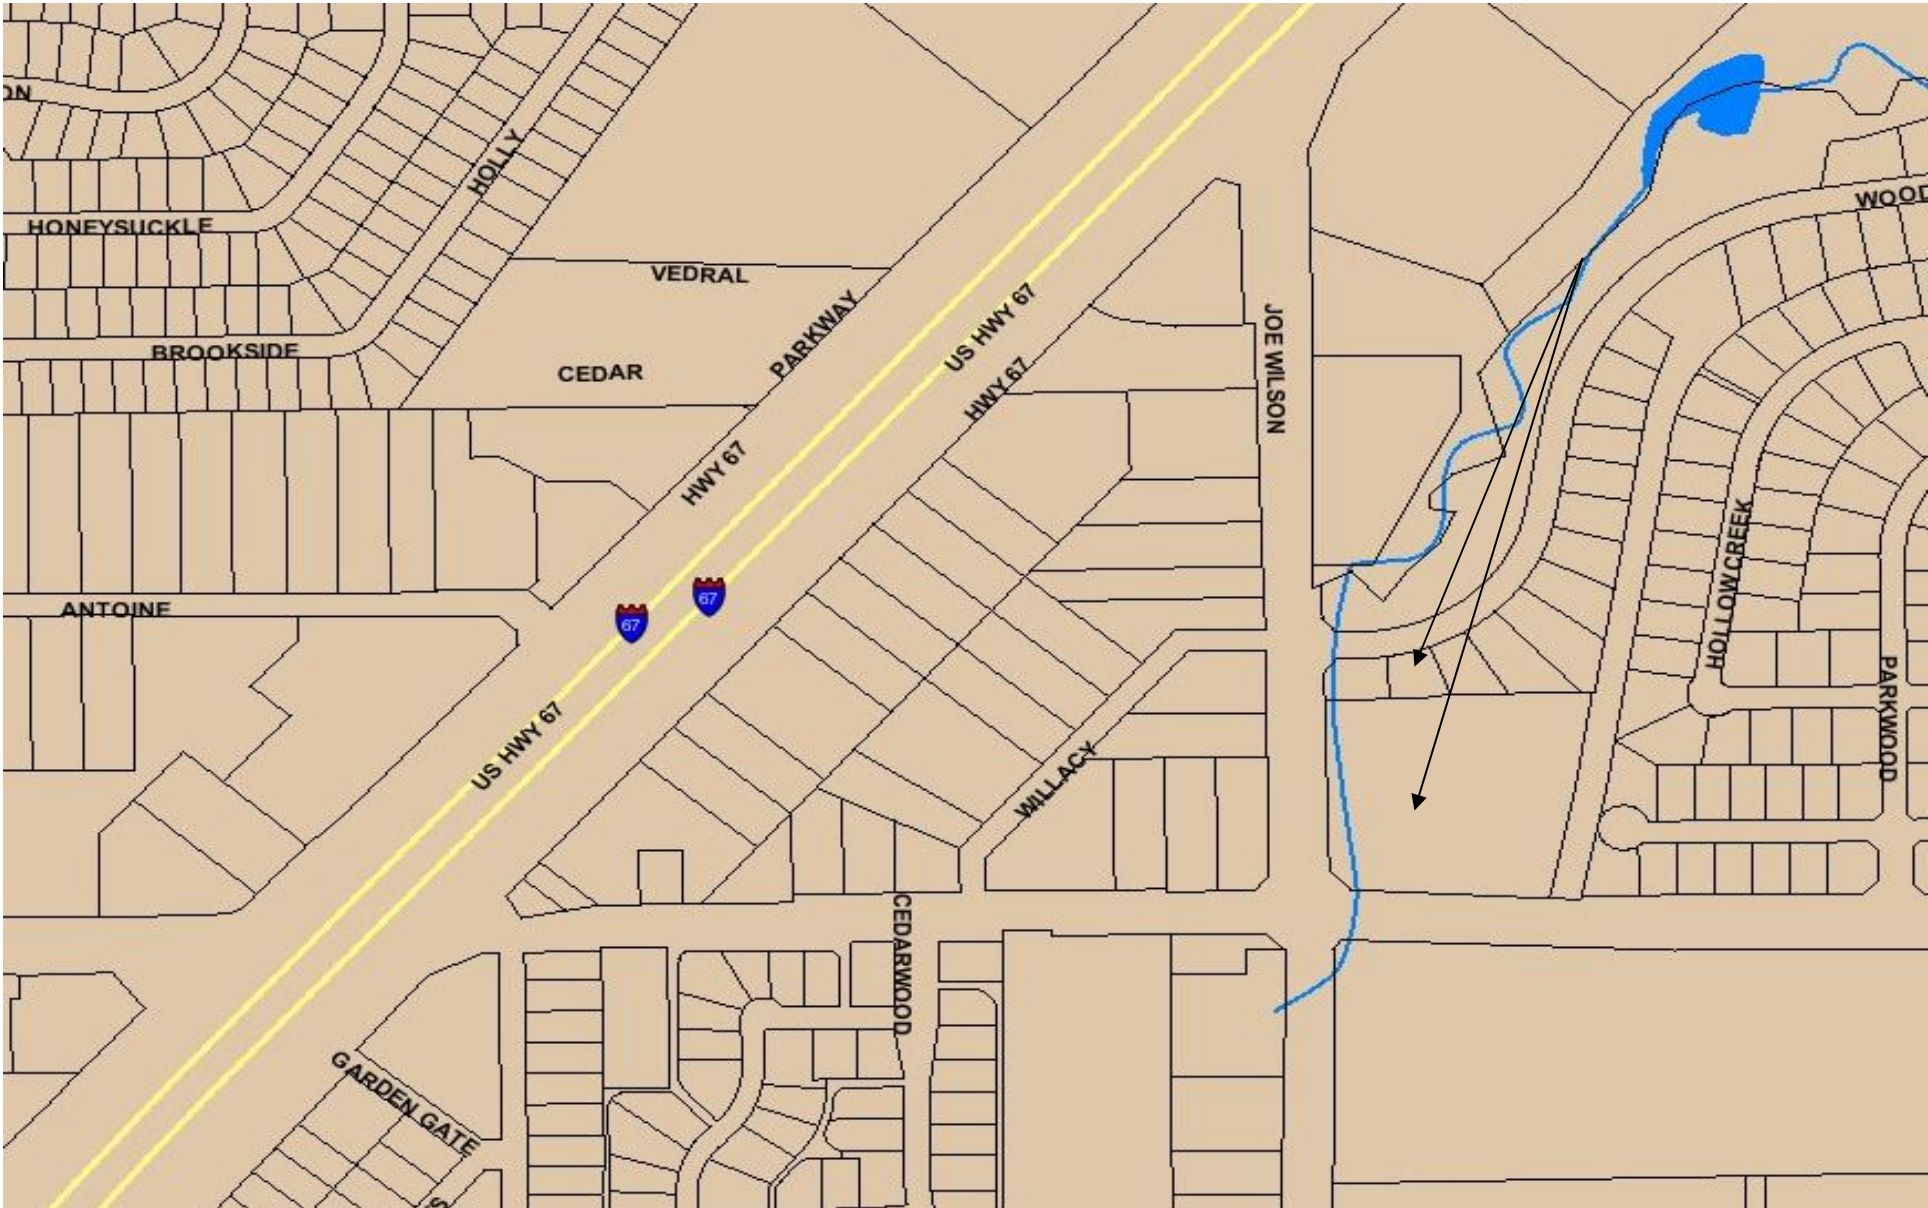 ON
HOLLY
WOOD
HONEYSUCKLE
VEDRAL
PARKWAY
US HWY 67
JOE WILSON
BROOKSIDE
CEDAR
HWY 67
HWY 67
HOLLOW CREEK
67
67
ANTOINE
PARKWOOD
US HWY 67
WILLACY
CEDARWOOD
GARDEN GATE
S